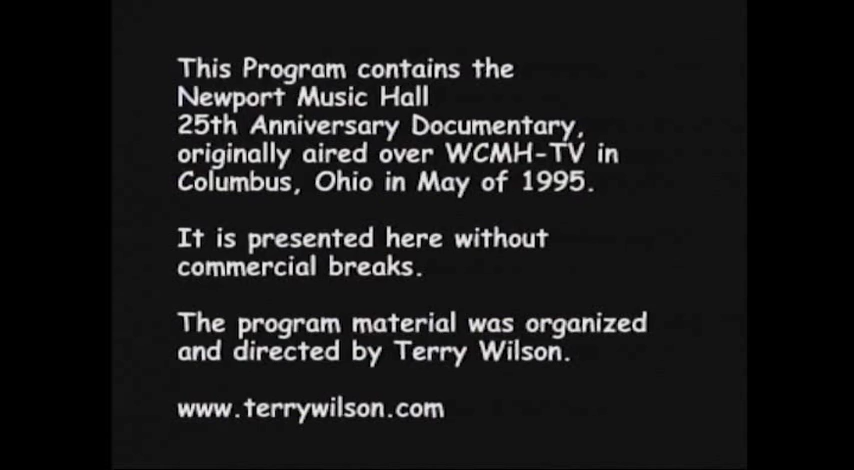 This Program contains the
Newport Music Hall
25th Anniversary Documentary,
originally aired over WCMH-TV in
Columbus, Ohio in May of 1995.
It is presented here without
commercial breaks.
The program material was organized
and directed by Terry Wilson.
www.terrywilson.com